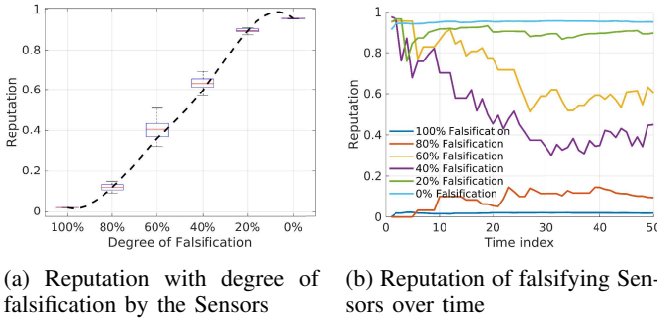 1
0.8
0.6
0.4
0.2
0
Reputation
100% 80% 60% 40% 20% 0%
Degree of Falsification
(a) Reputation with degree of
falsification by the Sensors
1
0.8
0.6
0.4
0.2
0
Reputation
100% Falsification
80% Falsification
60% Falsification
40% Falsification
20% Falsification
0% Falsification
0 10 20 30 40 50
Time index
(b) Reputation of falsifying Sen-
sors over time